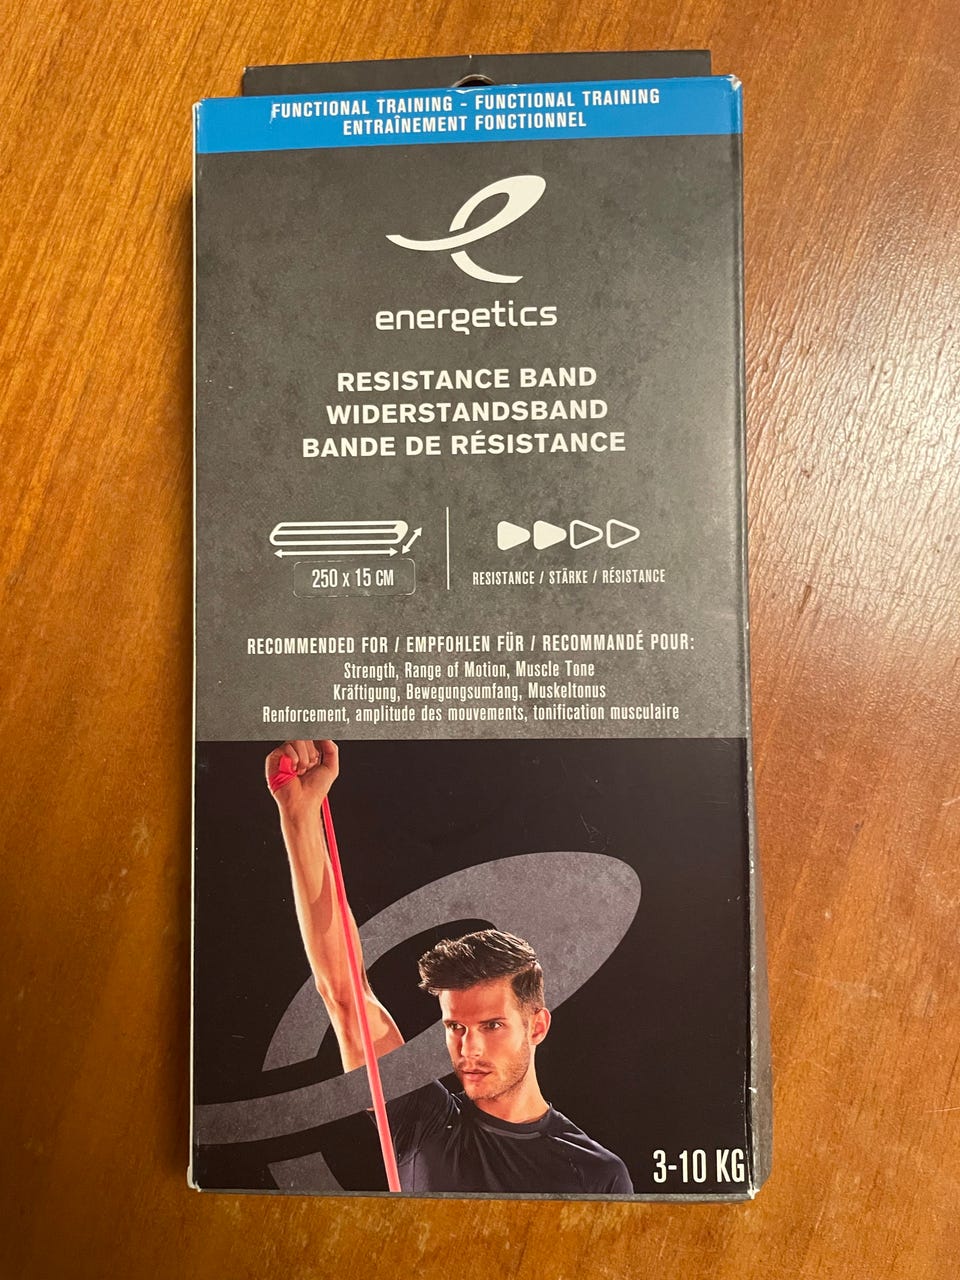 FUNCTIONAL TRAINING - FUNCTIONAL TRAINING
ENTRAÎNEMENT FONCTIONNEL
energetics
RESISTANCE BAND
WIDERSTANDSBAND
BANDE DE RÉSISTANCE
250 x 15 CM
RESISTANCE / STÄRKE / RÉSISTANCE
RECOMMENDED FOR / EMPFOHLEN FÜR / RECOMMANDÉ POUR:
Strength, Range of Motion, Muscle Tone
Kräftigung, Bewegungsumfang, Muskeltonus
Renforcement, amplitude des mouvements, tonification musculaire
3-10 KG